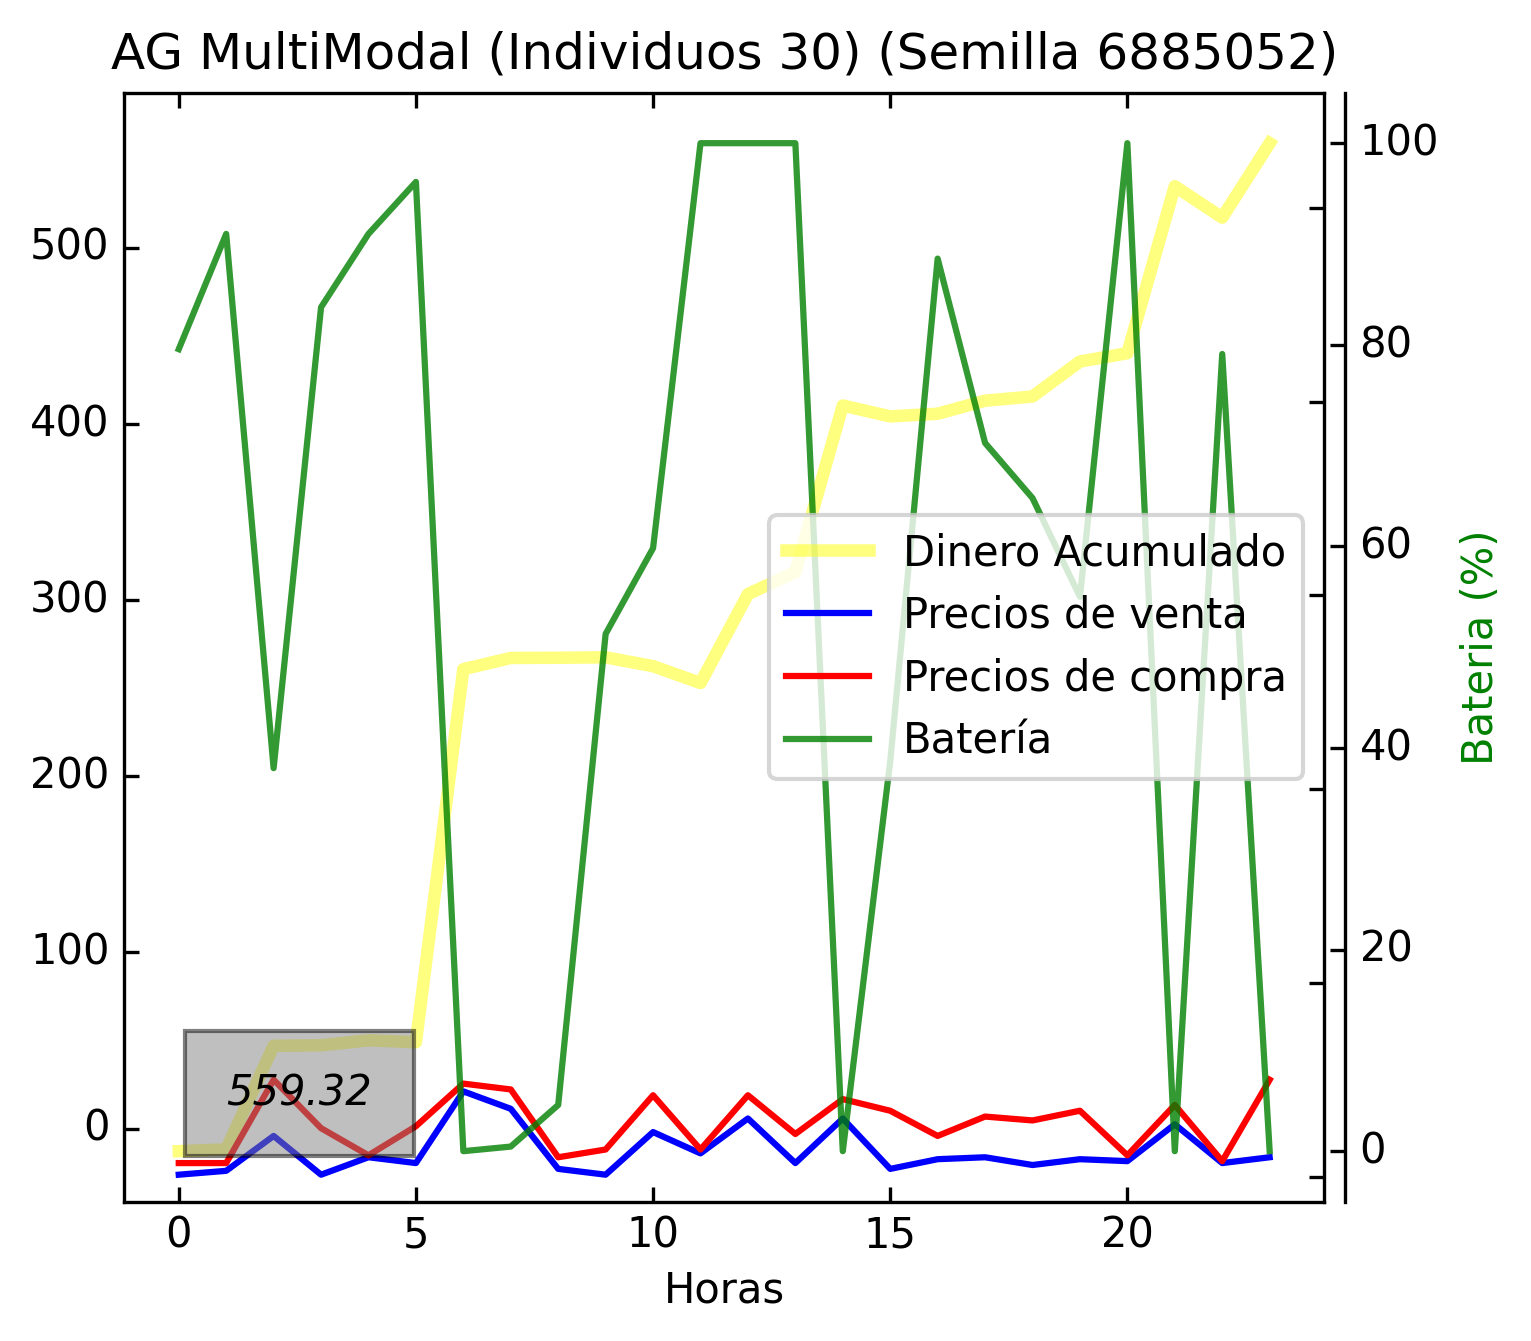 AG MultiModal (Individuos 30) (Semilla 6885052)
500
400
300
200
100
0
559.32
Dinero Acumulado
Precios de venta
Precios de compra
Batería
100
80
60
40
20
0
Bateria (%)
0 5 10 15 20
Horas